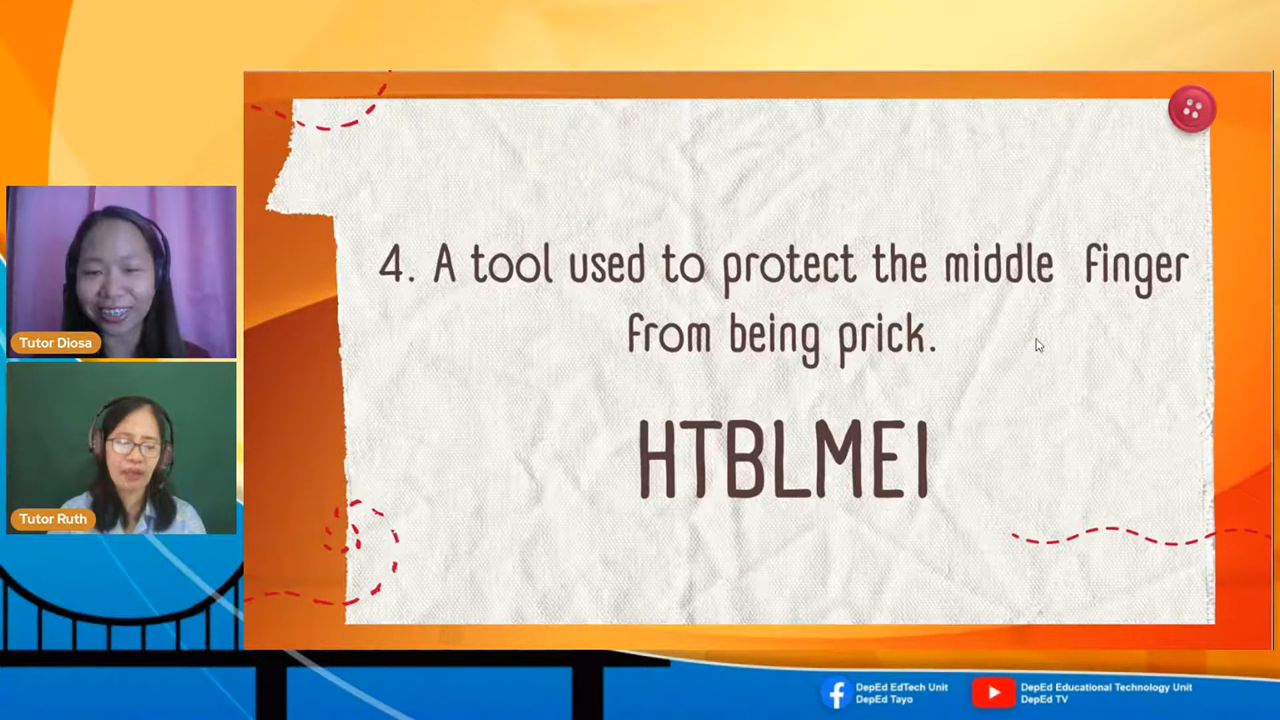 4. A tool used to protect the middle finger
from being prick.
HTBLMEI
Tutor Diosa
Tutor Ruth
DepEd EdTech Unit
DepEd Tayo
DepEd Educational Technology Unit
DepEd TV